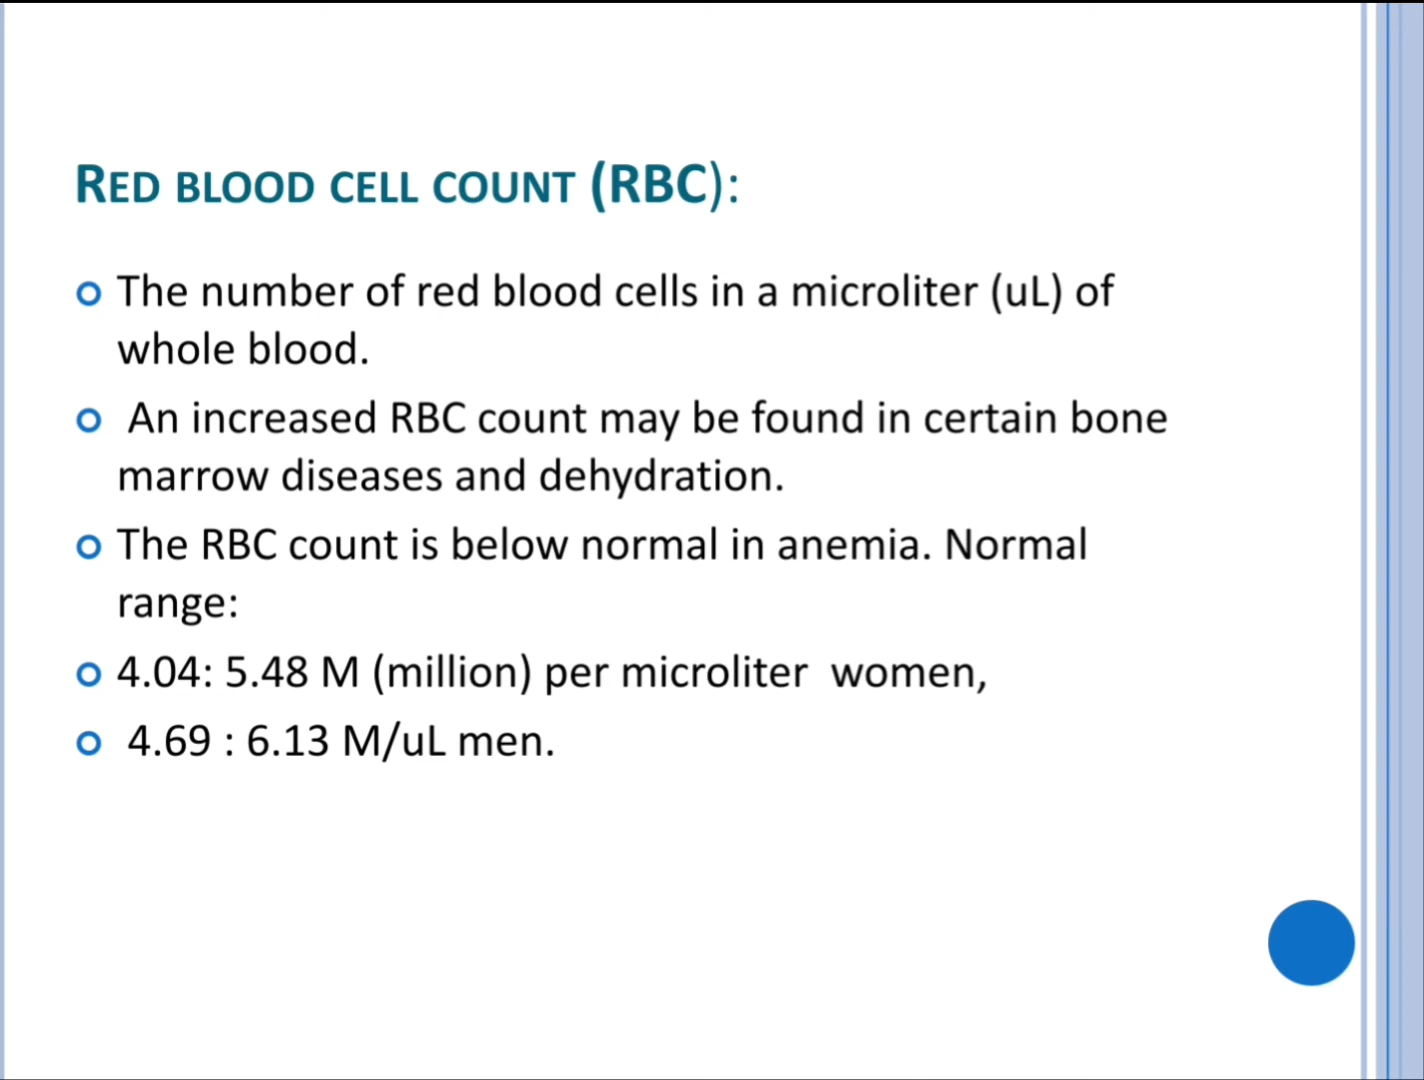 RED BLOOD CELL COUNT (RBC):
The number of red blood cells in a microliter (uL) of
whole blood.
An increased RBC count may be found in certain bone
marrow diseases and dehydration.
The RBC count is below normal in anemia. Normal
range:
4.04: 5.48 M (million) per microliter  women,
4.69 : 6.13 M/uL men.